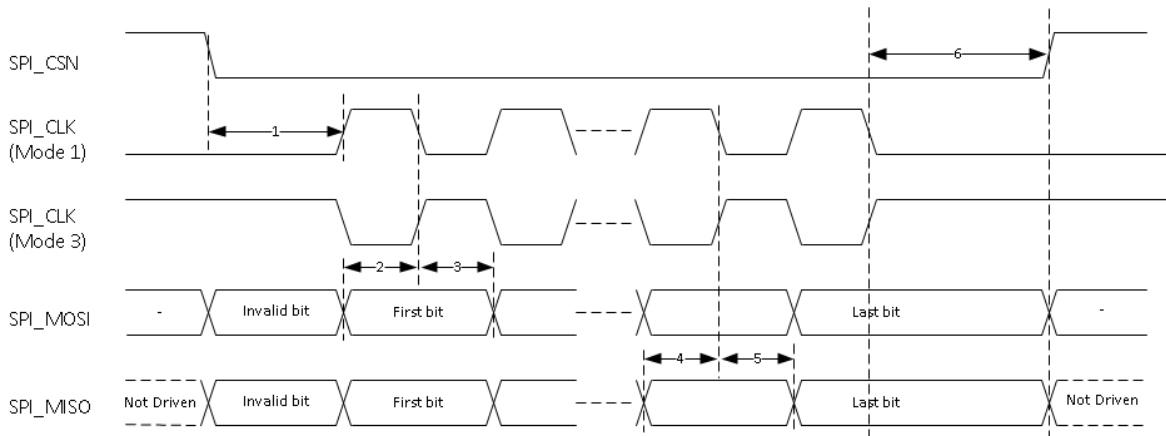 SPI_CSN
6
SPI_CLK
(Mode 1)
1
SPI_CLK
(Mode 3)
2
3
SPI_MOSI
-
Invalid bit
First bit
Last bit
-
4
5
SPI_MISO
Not Driven
Invalid bit
First bit
Last bit
Not Driven